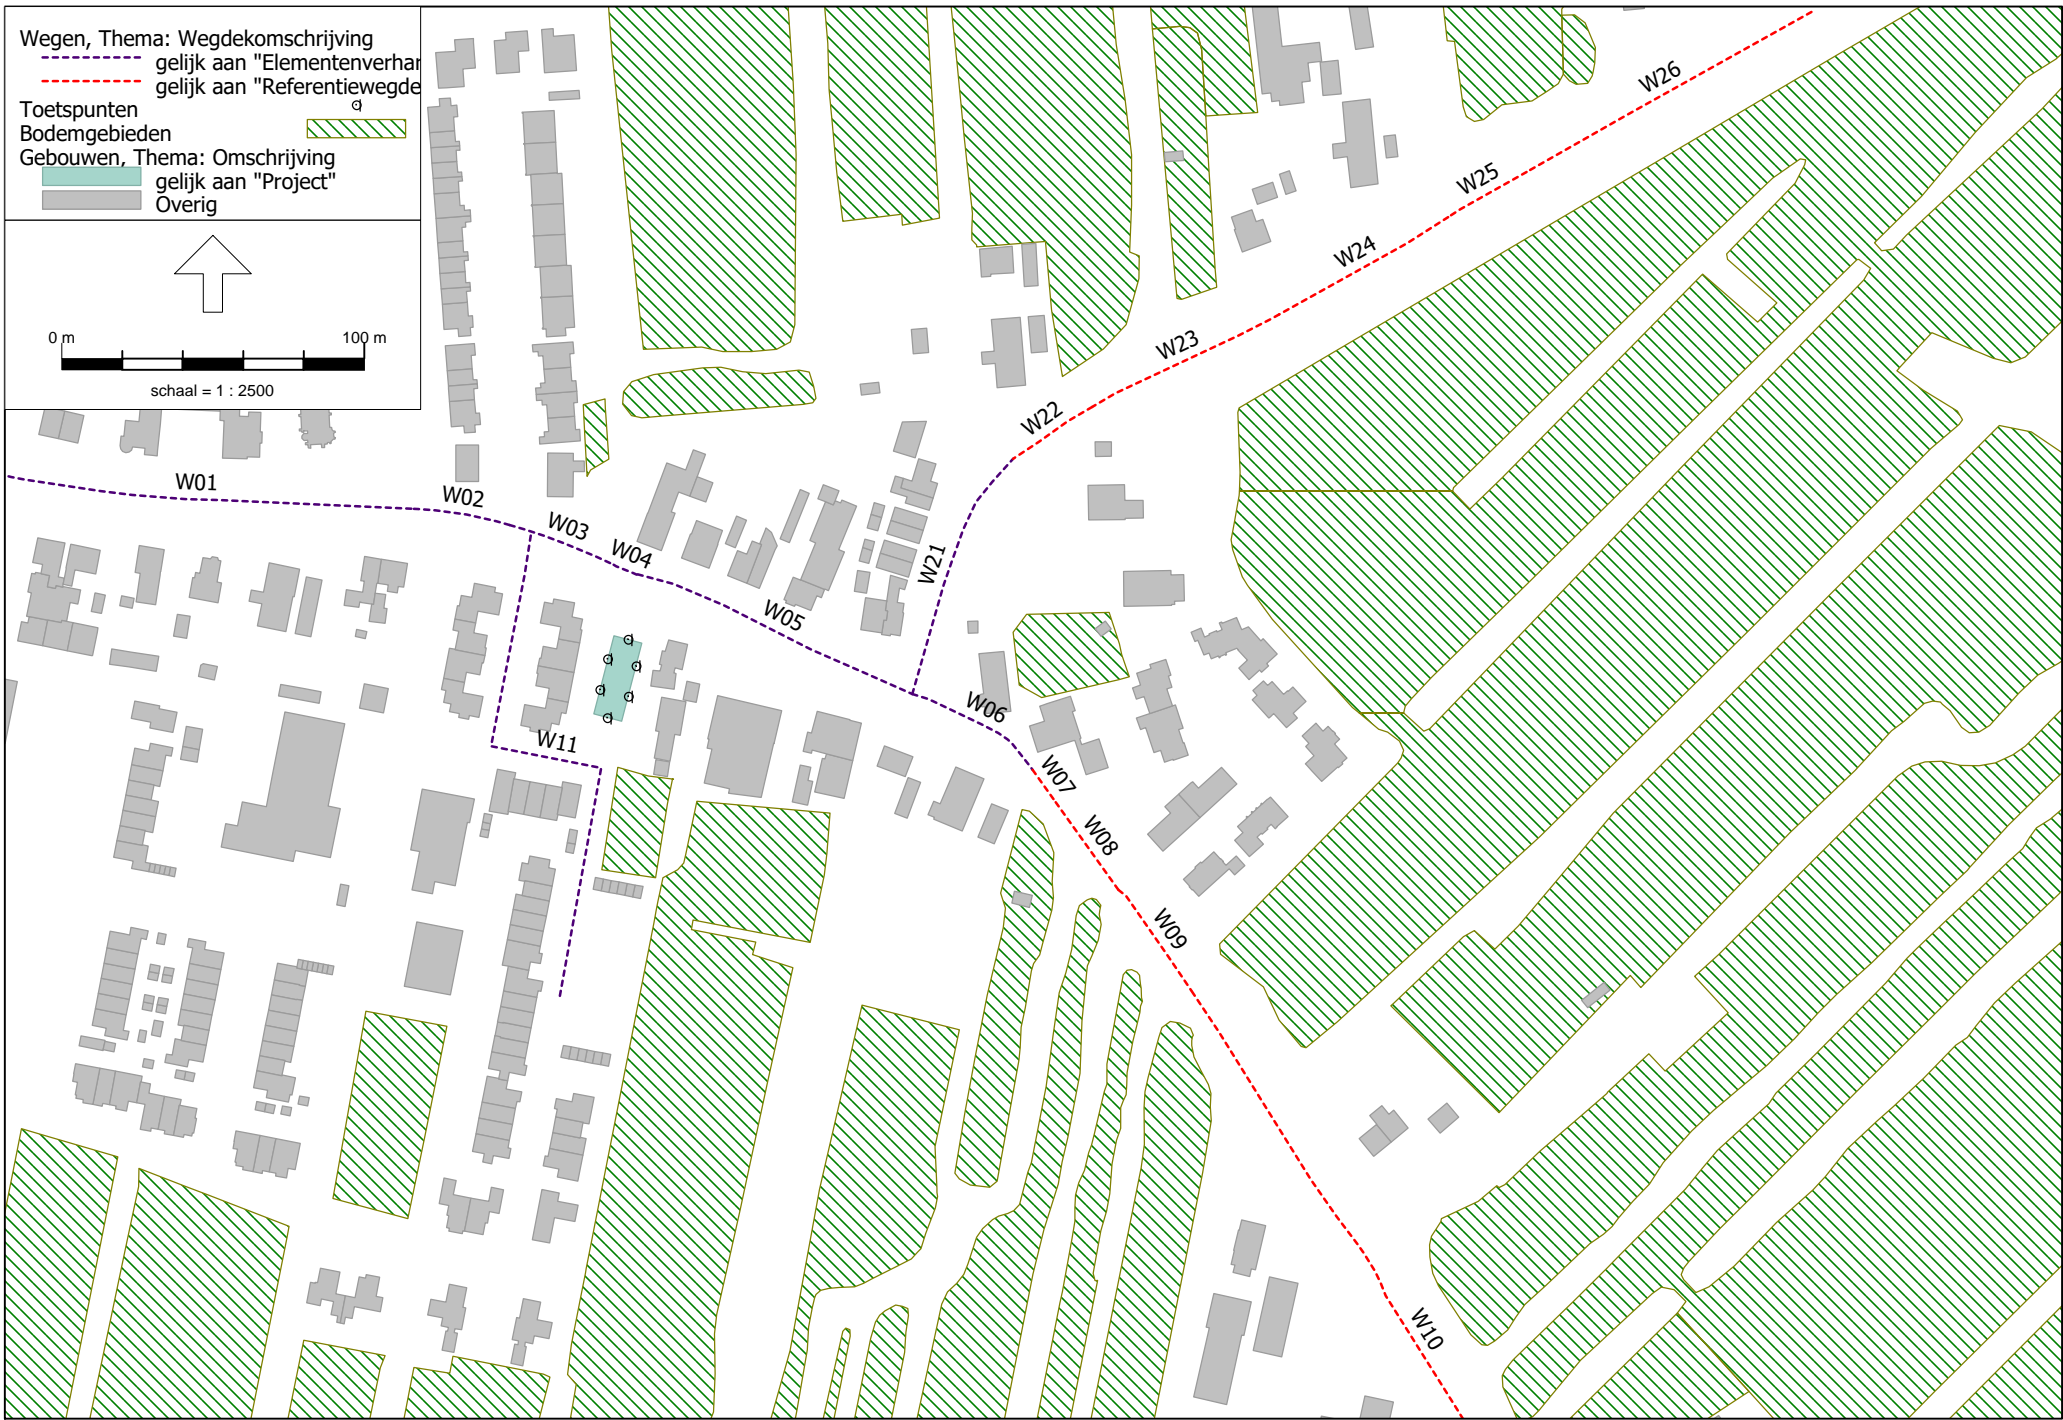 Wegen, Thema: Wegdekomschrijving
gelijk aan "Elementenverhar
gelijk aan "Referentiewegde
Toetspunten
Bodemgebieden
Gebouwen, Thema: Omschrijving
gelijk aan "Project"
Overig
0 m 100 m
schaal = 1 : 2500
W26
W25
W24
W23
W22
W01
W02
W03
W04
W21
W05
W06
W11
W07
W08
W09
W10